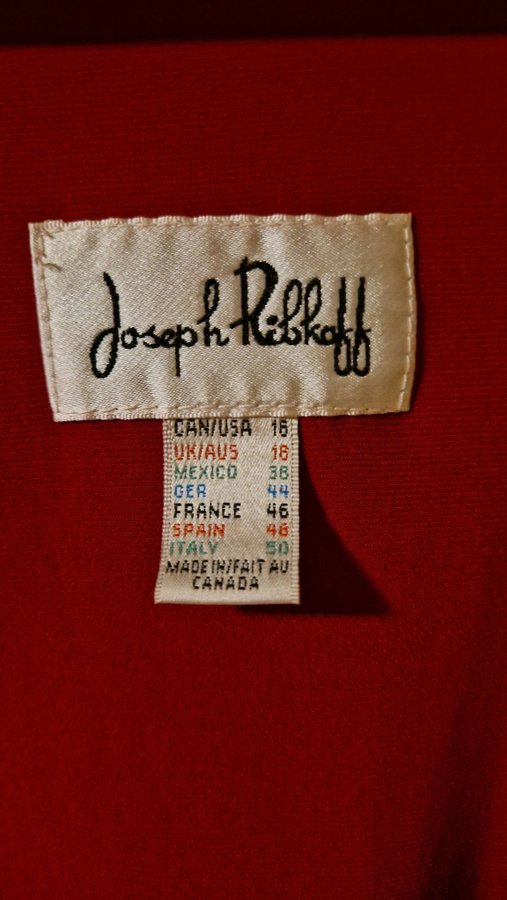 Joseph Ribkoff
CAN/USA 16
UK/AUS 18
MEXICO 38
GER 44
FRANCE 46
SPAIN 48
ITALY 50
MADE IN/FAIT AU
CANADA